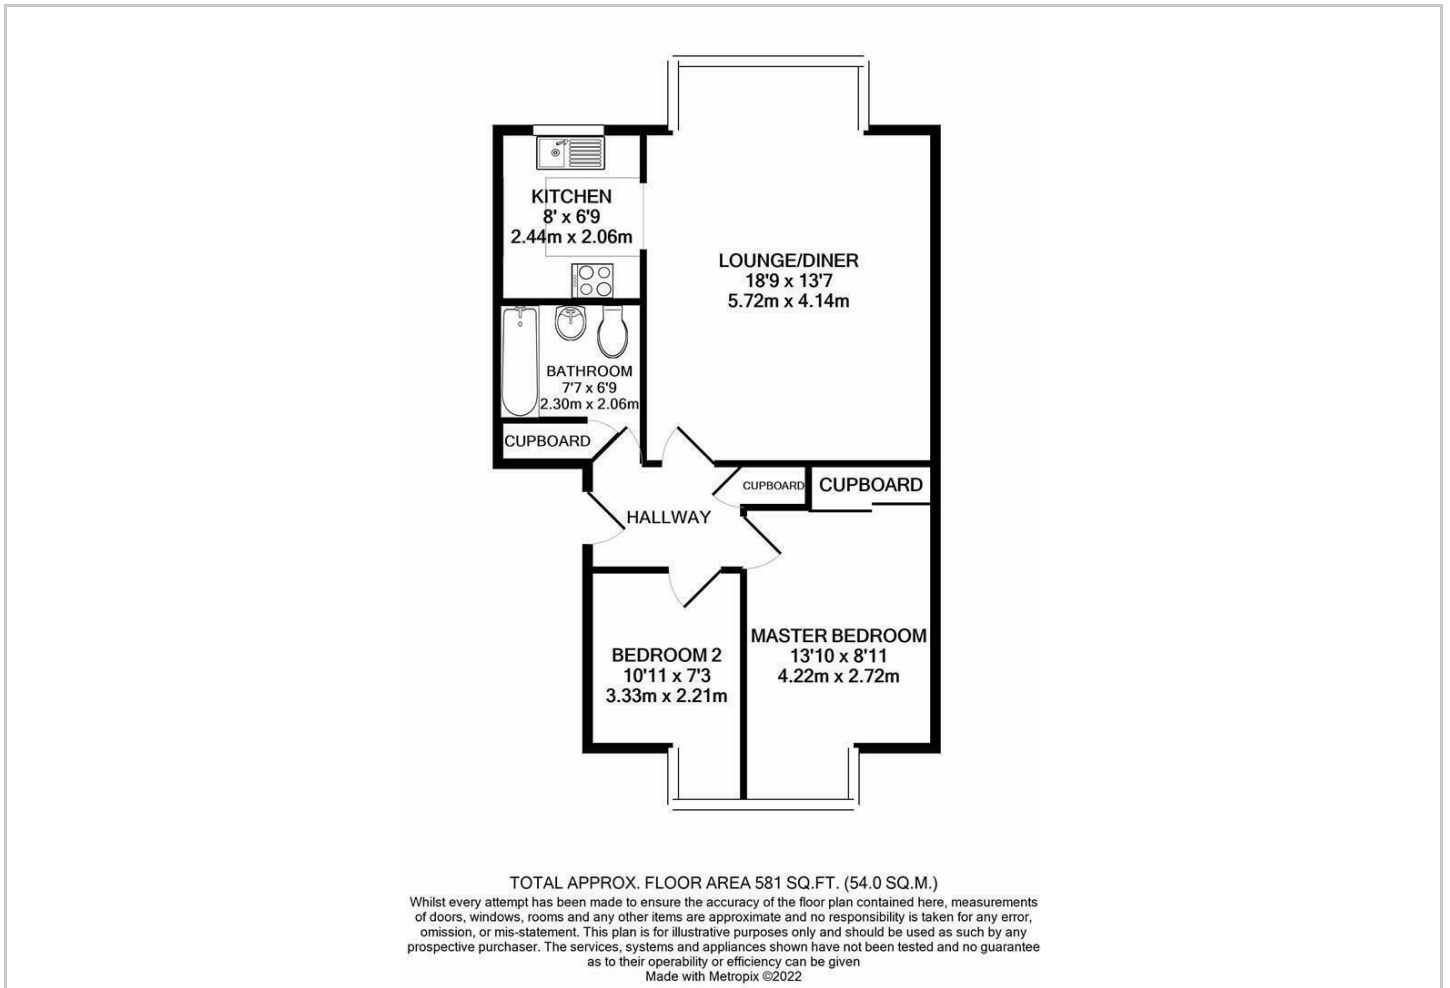 KITCHEN
8' x 6'9
2.44m x 2.06m
LOUNGE/DINER
18'9 x 13'7
5.72m x 4.14m
BATHROOM
7'7 x 6'9
2.30m x 2.06m
CUPBOARD
CUPBOARD
CUPBOARD
HALLWAY
MASTER BEDROOM
13'10 x 8'11
4.22m x 2.72m
BEDROOM 2
10'11 x 7'3
3.33m x 2.21m
TOTAL APPROX. FLOOR AREA 581 SQ.FT. (54.0 SQ.M.)
Whilst every attempt has been made to ensure the accuracy of the floor plan contained here, measurements
of doors, windows, rooms and any other items are approximate and no responsibility is taken for any error,
omission, or mis-statement. This plan is for illustrative purposes only and should be used as such by any
prospective purchaser. The services, systems and appliances shown have not been tested and no guarantee
as to their operability or efficiency can be given
Made with Metropix ©2022